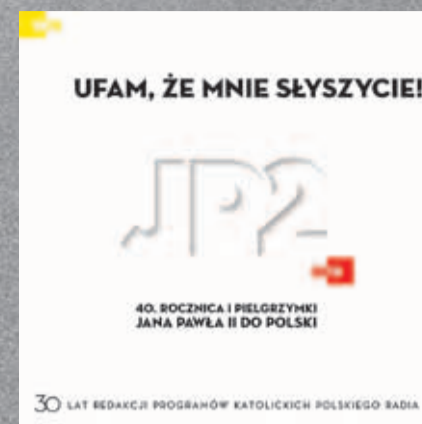 UFAM, ŻE MNIE SŁYSZYCIE!
JP2
40. ROCZNICA I PIELGRZYMKI
JANA PAWŁA II DO POLSKI
30 LAT REDAKCJI PROGRAMÓW KATOLICKICH POLSKIEGO RADIA